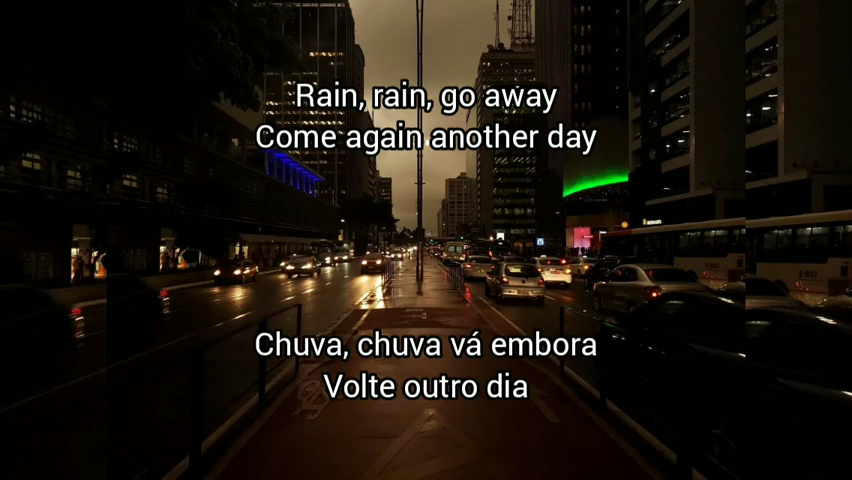 Rain, rain, go away
Come again another day
Chuva, chuva vá embora
Volte outro dia